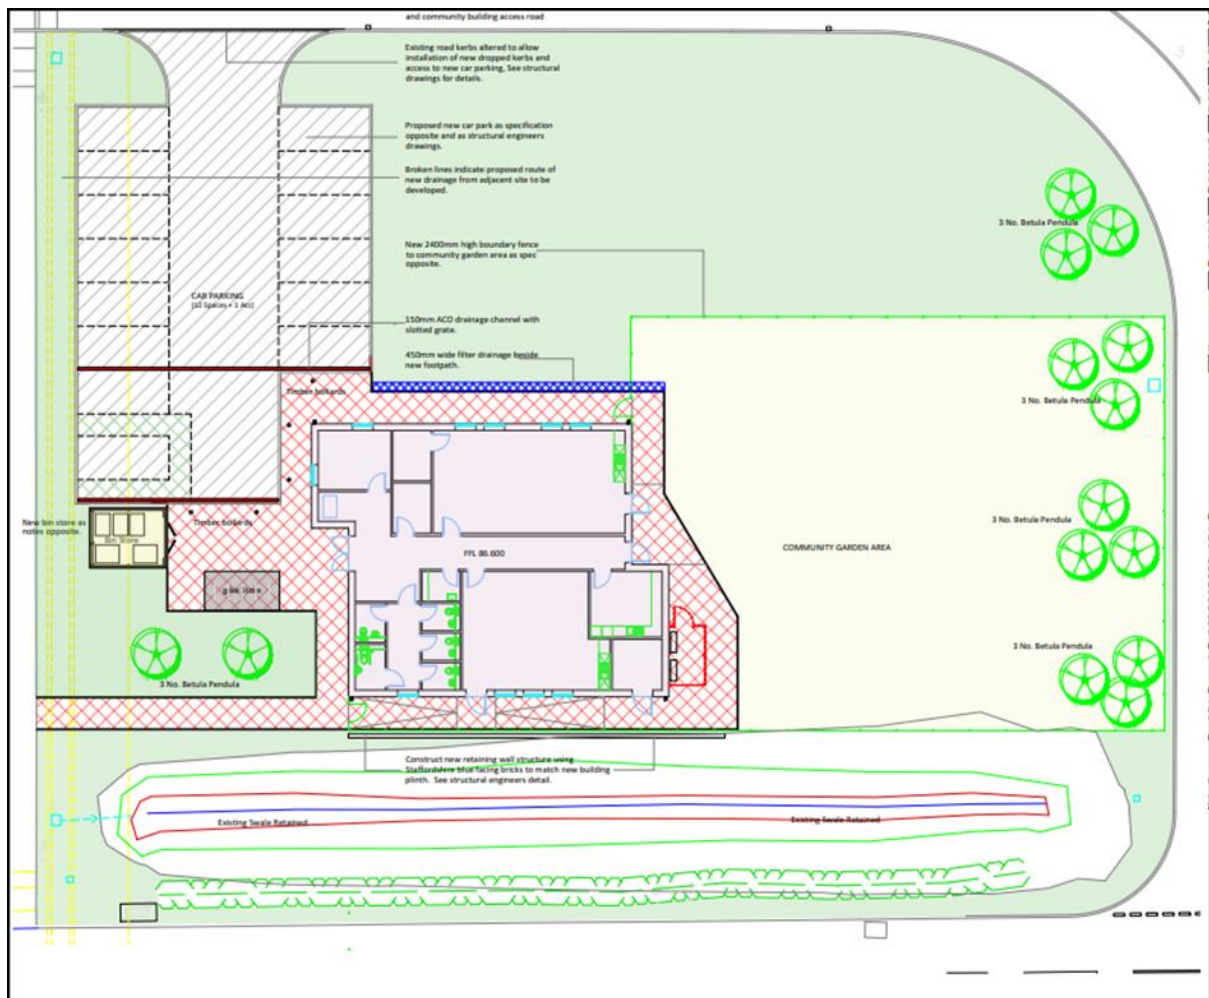 and community building access road
Existing road kerbs altered to allow
installation of new dropped kerbs and
access to new car parking, See structural
drawings for details.
Proposed new car park as specification
opposite and as structural engineers
drawings.
Broken lines indicate proposed route of
new drainage from adjacent site to be
developed.
3 No. Betula Pendula
New 2400mm high boundary fence
to community garden area as spec
opposite.
CAR PARKING
(12 Spaces + 1 Acc)
150mm ACO drainage channel with
slotted grate.
450mm wide filter drainage beside
new footpath.
Timber bollards
3 No. Betula Pendula
New bin store as
notes opposite.
Timber bollards
Bin Store
3 No. Betula Pendula
FFL 86.600
COMMUNITY GARDEN AREA
3 No. Betula Pendula
3 No. Betula Pendula
Construct new retaining wall structure using
Staffordshire blue facing bricks to match new building
plinth. See structural engineers detail.
Existing Swale Retained
Existing Swale Retained